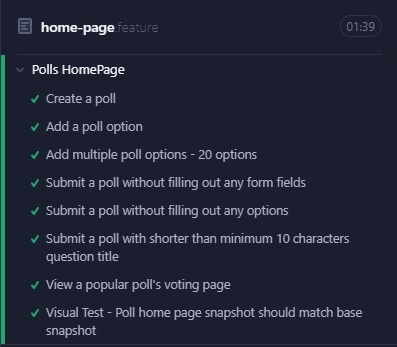 home-page.feature
01:39
Polls HomePage
Create a poll
Add a poll option
Add multiple poll options - 20 options
Submit a poll without filling out any form fields
Submit a poll without filling out any options
Submit a poll with shorter than minimum 10 characters
question title
View a popular poll's voting page
Visual Test - Poll home page snapshot should match base
snapshot